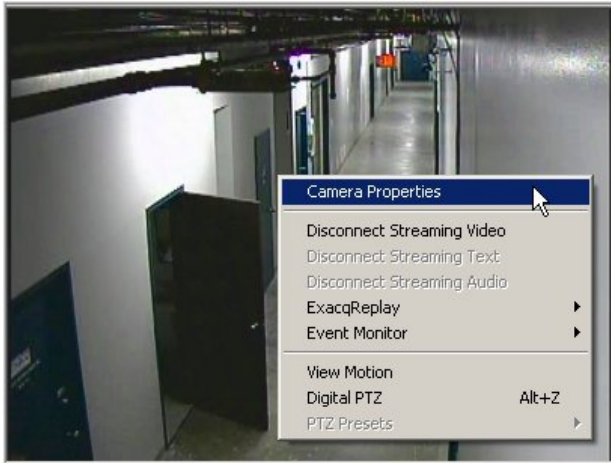 Camera Properties
Disconnect Streaming Video
Disconnect Streaming Text
Disconnect Streaming Audio
ExacqReplay
Event Monitor
View Motion
Digital PTZ Alt+Z
PTZ Presets